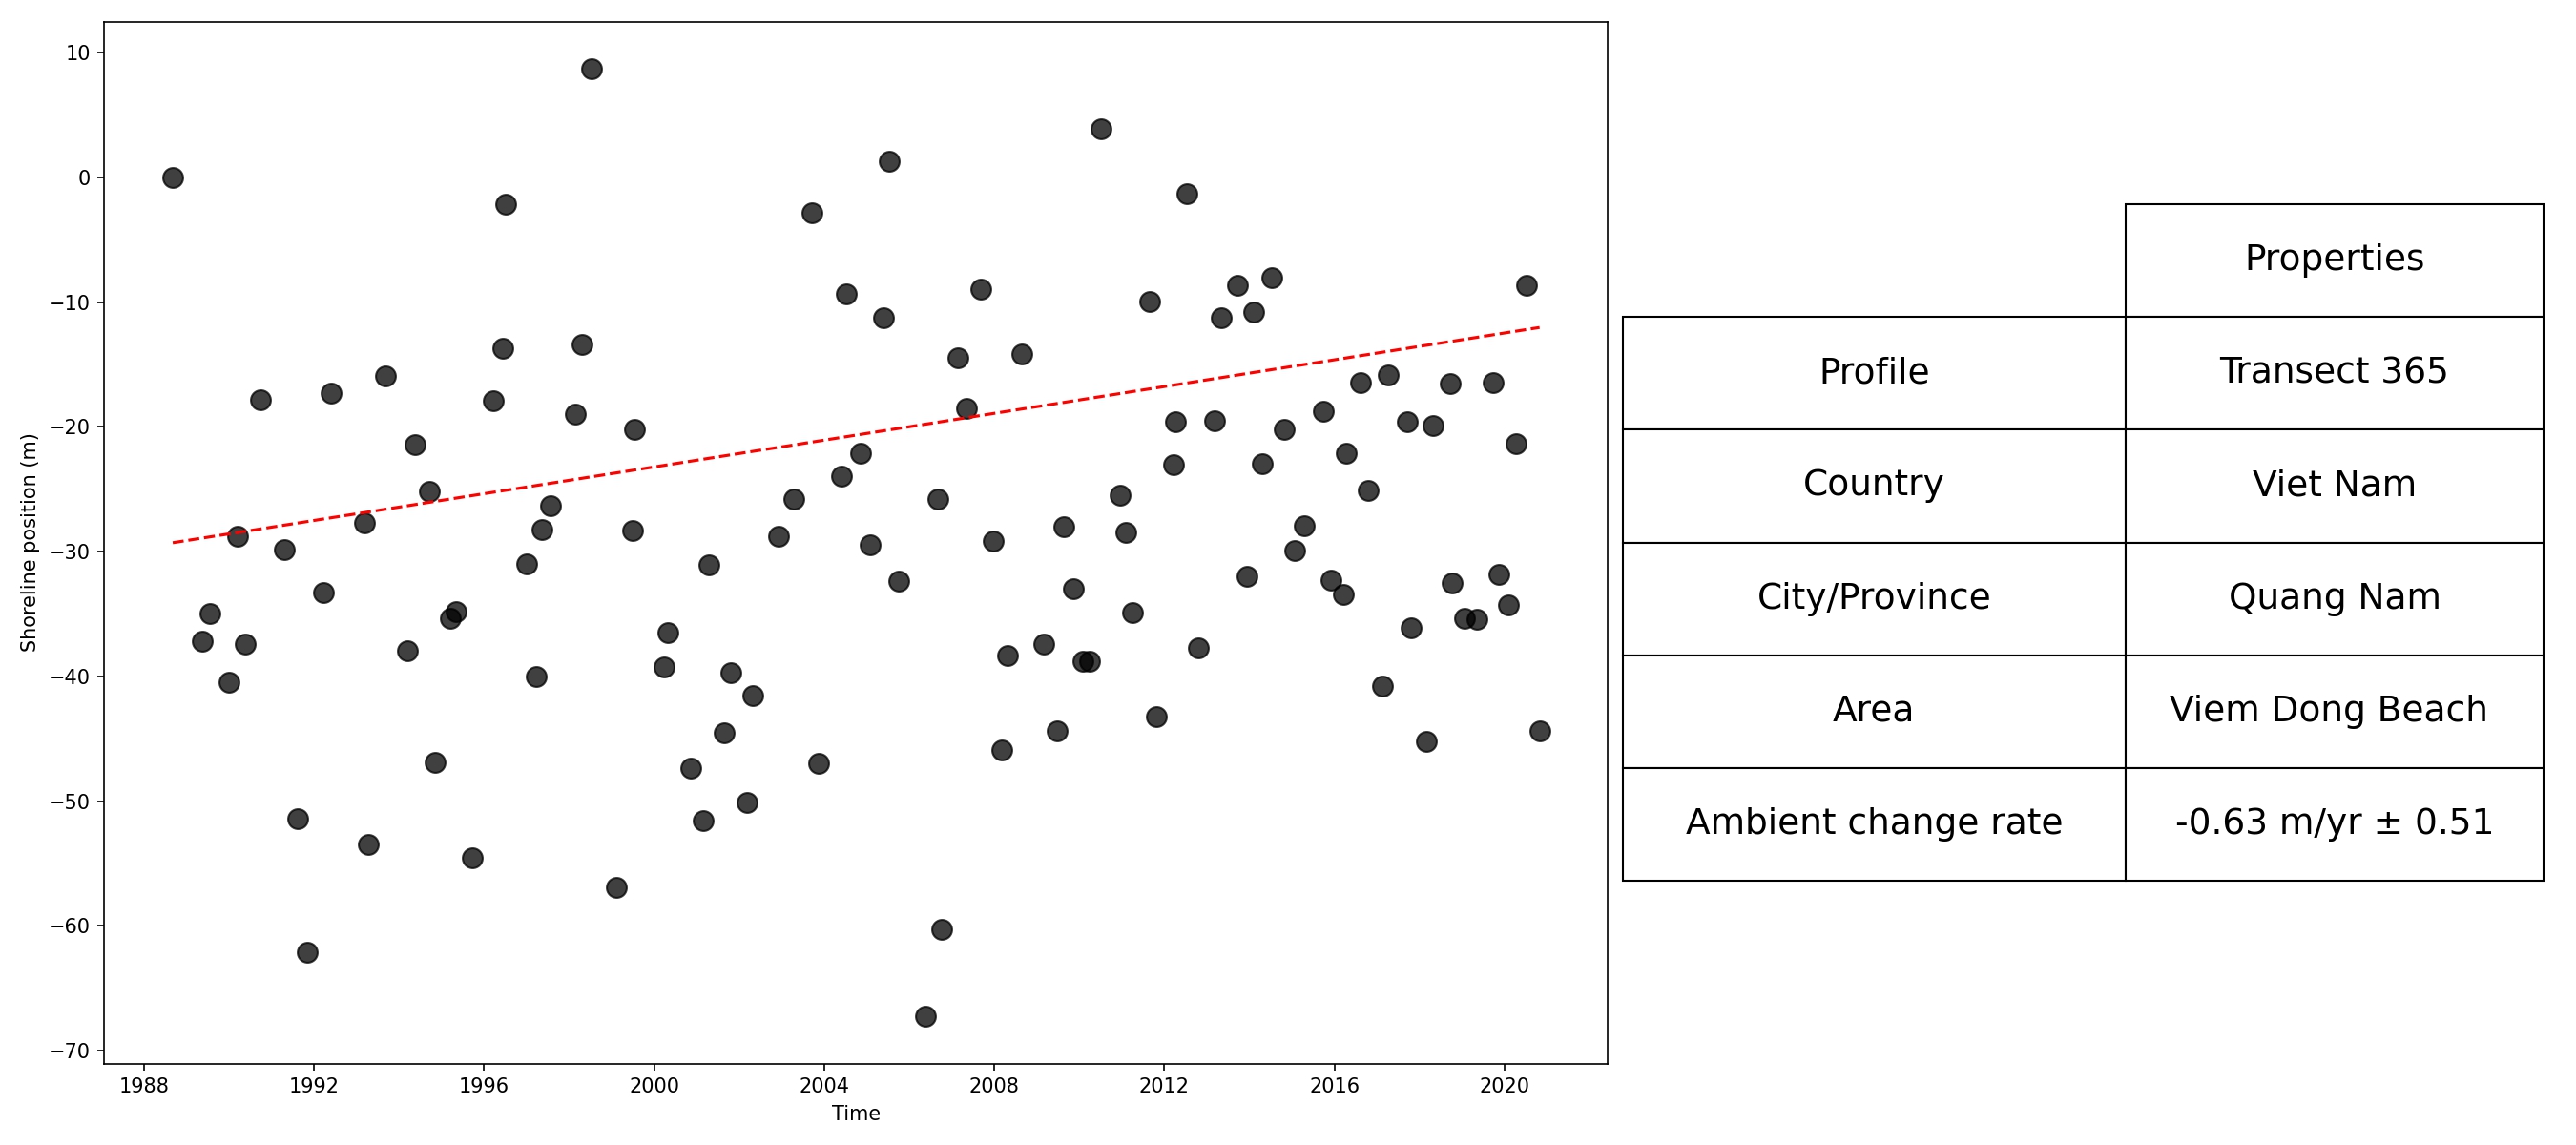 10
0
−10
−20
−30
−40
−50
−60
−70
Shoreline position (m)
1988 1992 1996 2000 2004 2008 2012 2016 2020
Time
Properties
Profile Transect 365
Country Viet Nam
City/Province Quang Nam
Area Viem Dong Beach
Ambient change rate -0.63 m/yr ± 0.51